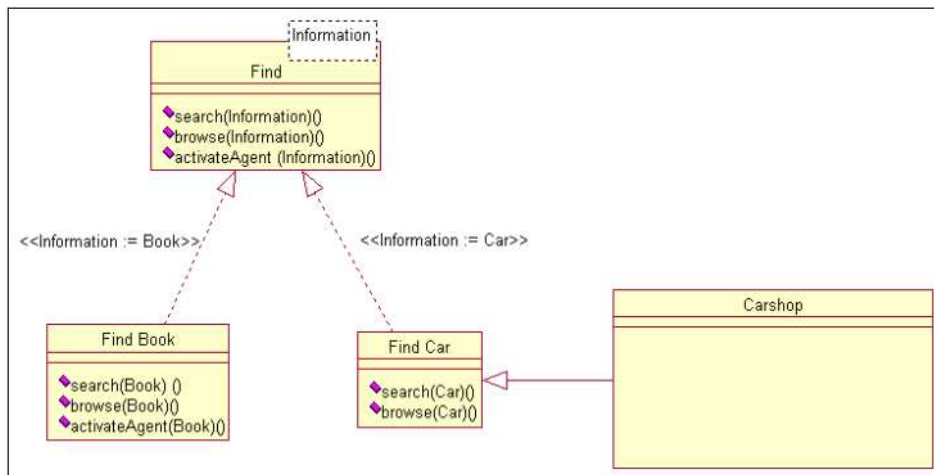 Information
Find
search(Information)()
browse(Information)()
activateAgent (Information)()
<<Information := Book>>
<<Information := Car>>
Find Book
search(Book) ()
browse(Book)()
activateAgent(Book)()
Find Car
search(Car)()
browse(Car)()
Carshop